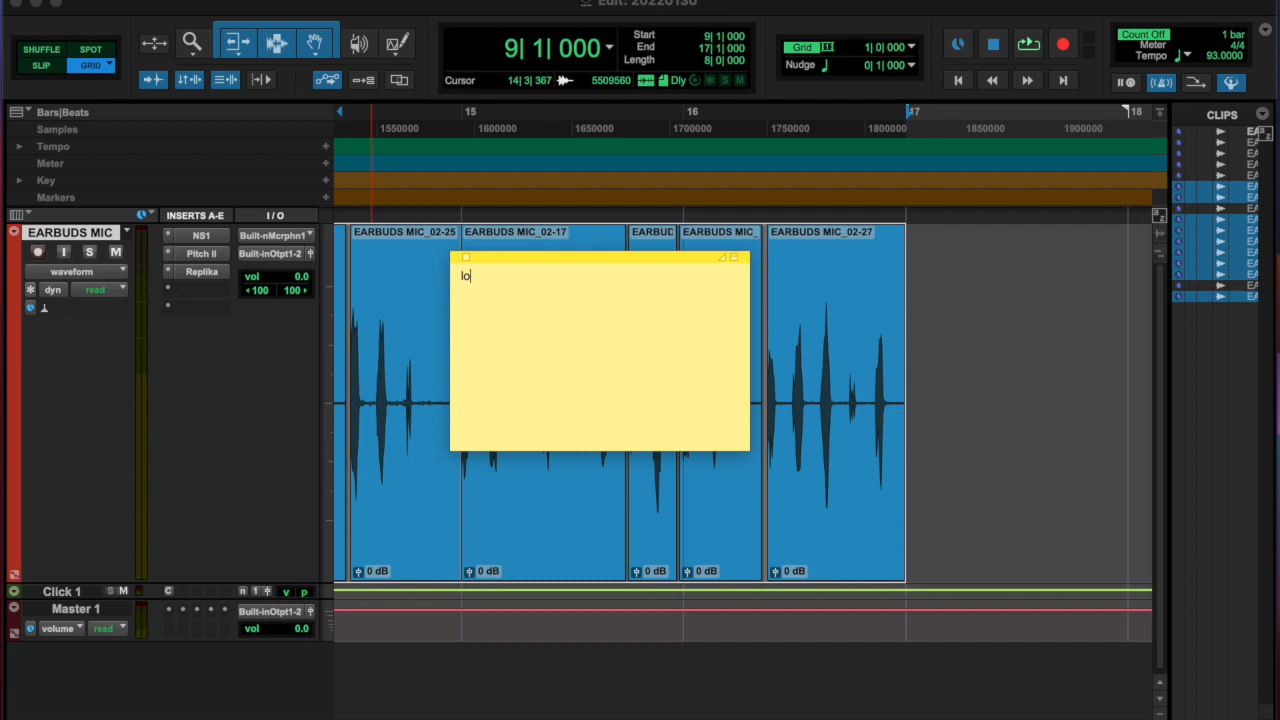 Edit: 20220130
SHUFFLE SPOT
SLIP GRID
9| 1| 000
Start 9| 1| 000
End 17| 1| 000
Length 8| 0| 000
Cursor 14| 3| 367 5509560 Dly S M
Grid 1| 0| 000
Nudge 0| 1| 000
Count Off 1 bar
Meter 4/4
Tempo 93.0000
Bars|Beats 15 16 17 18
Samples 1550000 1600000 1650000 1700000 1750000 1800000 1850000 1900000
Tempo
Meter
Key
Markers
CLIPS
INSERTS A-E I / O
EARBUDS MIC
I S M
waveform
dyn read
NS1
Pitch II
Replika
Built-nMcrphn1
Built-inOtpt1-2
vol 0.0
100 100
EARBUDS MIC_02-25 EARBUDS MIC_02-17 EARBUD EARBUDS MIC_ EARBUDS MIC_02-27
lo
0 dB 0 dB 0 dB 0 dB 0 dB
Click 1 S M C n 1 v p
Master 1 Built-inOtpt1-2
volume read vol 0.0